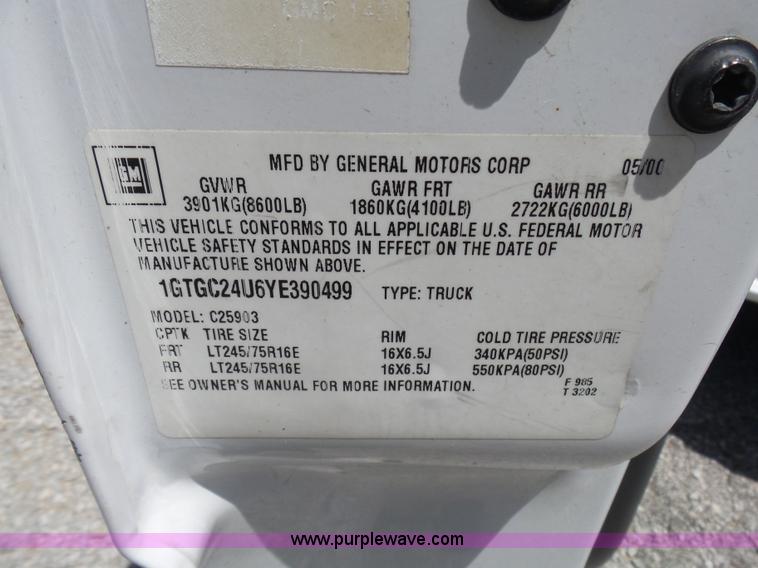 GMC
GM
MFD BY GENERAL MOTORS CORP 05/00
GVWR GAWR FRT GAWR RR
3901KG(8600LB) 1860KG(4100LB) 2722KG(6000LB)
THIS VEHICLE CONFORMS TO ALL APPLICABLE U.S. FEDERAL MOTOR
VEHICLE SAFETY STANDARDS IN EFFECT ON THE DATE OF
MANUFACTURE SHOWN ABOVE.
1GTGC24U6YE390499 TYPE: TRUCK
MODEL: C25903
CPTK TIRE SIZE RIM COLD TIRE PRESSURE
FRT LT245/75R16E 16X6.5J 340KPA(50PSI)
RR LT245/75R16E 16X6.5J 550KPA(80PSI)
SEE OWNER'S MANUAL FOR MORE INFORMATION.
F 985
T 3202
www.purplewave.com